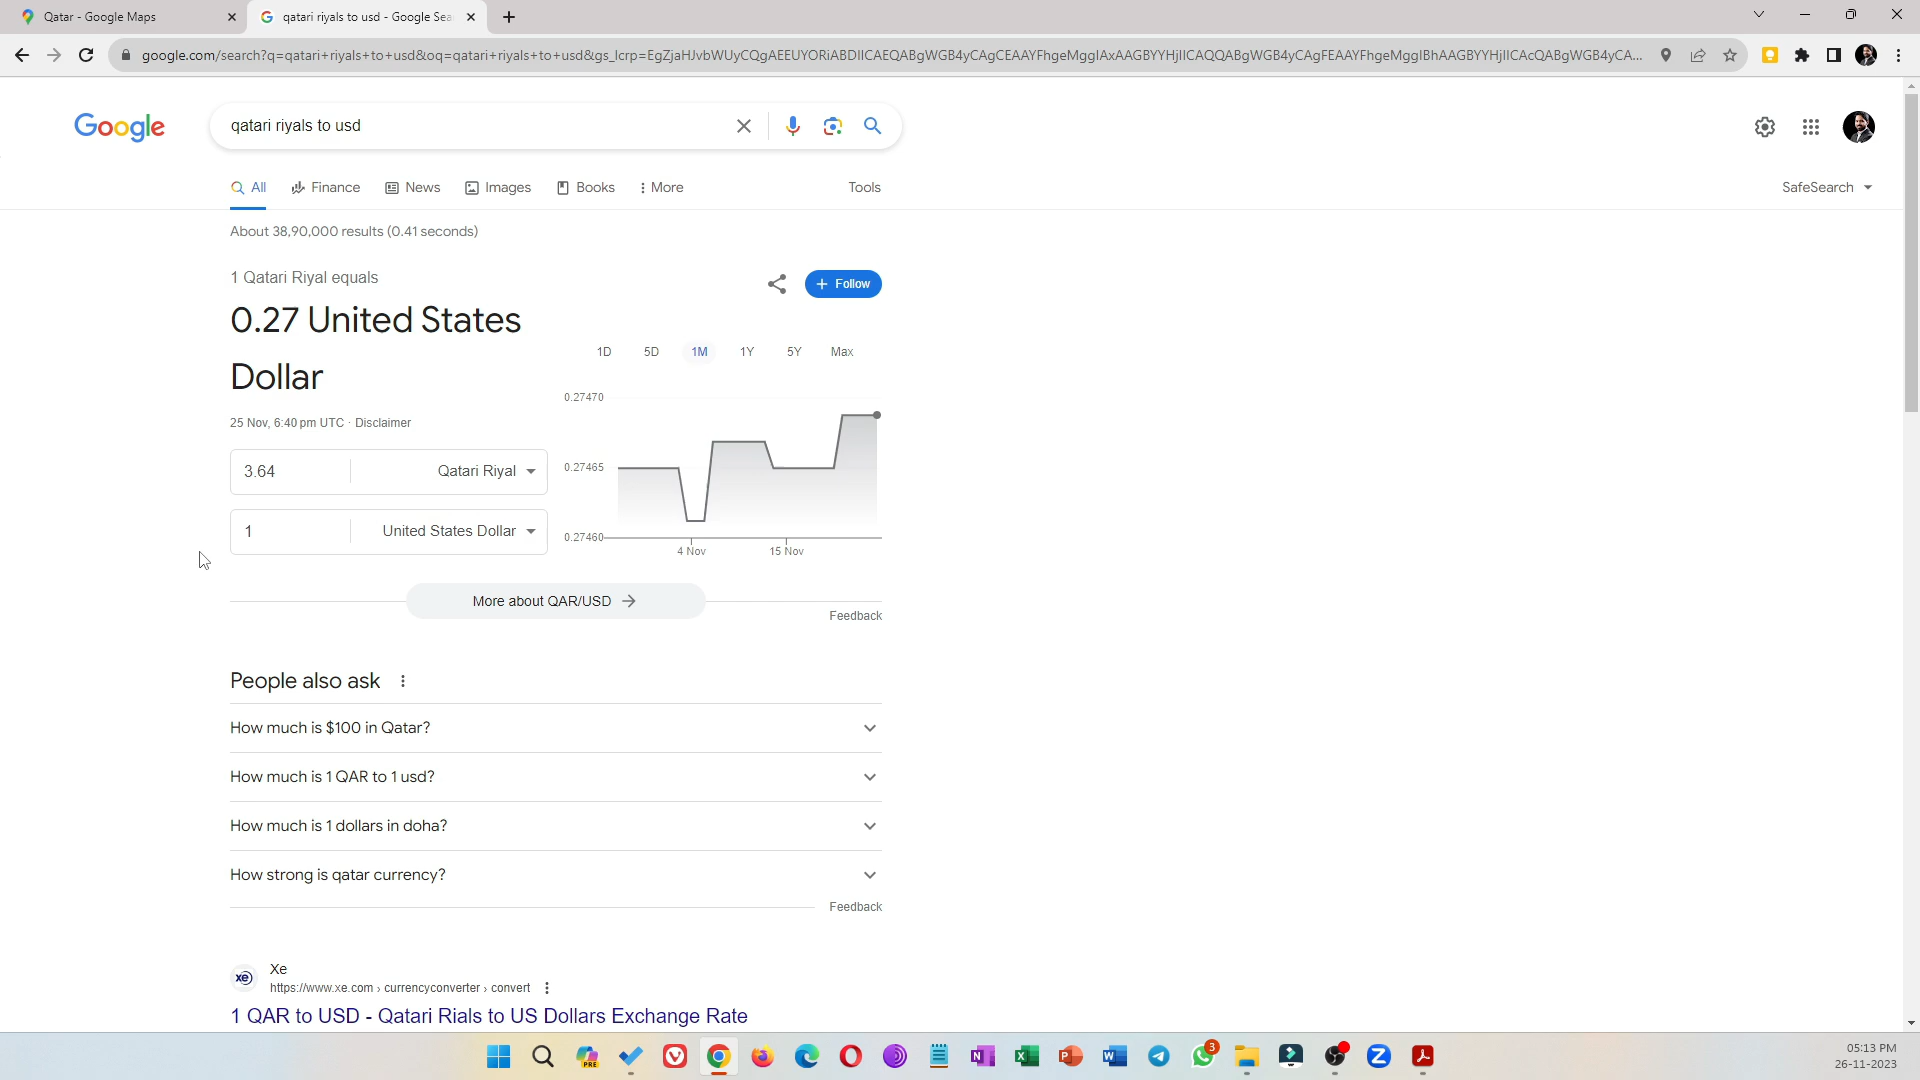 Qatar - Google Maps
qatari riyals to usd - Google Sea
google.com/search?q=qatari+riyals+to+usd&oq=qatari+riyals+to+usd&gs_lcrp=EgZjaHJvbWUyCQgAEEUYORiABDIICAEQABgWGB4yCAgCEAAYFhgeMggIAxAAGBYYHjIICAQQABgWGB4yCAgFEAAYFhgeMggIBhAAGBYYHjIICAcQABgWGB4yCA...
Google
qatari riyals to usd
All Finance News Images Books More Tools SafeSearch
About 38,90,000 results (0.41 seconds)
1 Qatari Riyal equals
Follow
0.27 United States
Dollar
25 Nov, 6:40 pm UTC · Disclaimer
3.64 Qatari Riyal
1 United States Dollar
1D 5D 1M 1Y 5Y Max
0.27470
0.27465
0.27460
4 Nov 15 Nov
More about QAR/USD
Feedback
People also ask
How much is $100 in Qatar?
How much is 1 QAR to 1 usd?
How much is 1 dollars in doha?
How strong is qatar currency?
Feedback
xe
Xe
https://www.xe.com › currencyconverter › convert
1 QAR to USD - Qatari Rials to US Dollars Exchange Rate
PRE
N
3
Z
05:13 PM
26-11-2023